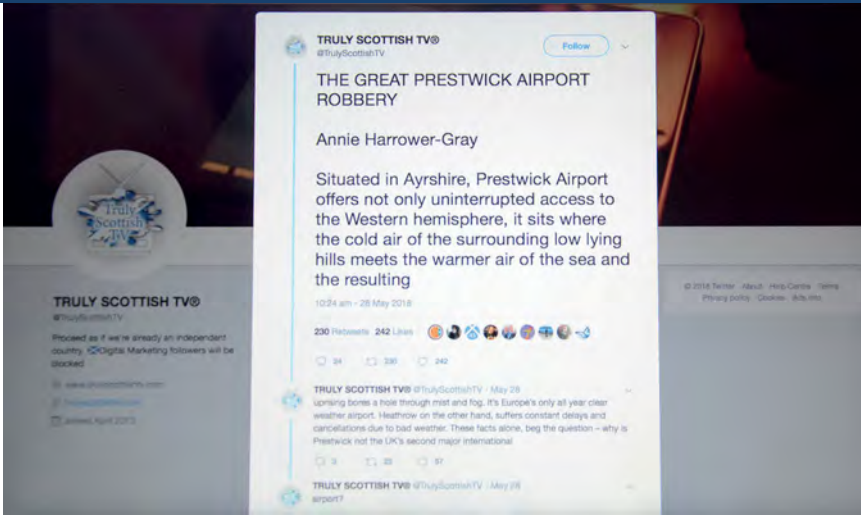 TRULY SCOTTISH TV®
@TrulyScottishTV
Follow
THE GREAT PRESTWICK AIRPORT
ROBBERY
Annie Harrower-Gray
Situated in Ayrshire, Prestwick Airport
offers not only uninterrupted access to
the Western hemisphere, it sits where
the cold air of the surrounding low lying
hills meets the warmer air of the sea and
the resulting
10:24 am - 28 May 2018
230 Retweets 242 Likes
24 230 242
TRULY SCOTTISH TV® @TrulyScottishTV · May 28
uprising bores a hole through mist and fog. It's Europe's only all year clear
weather airport. Heathrow on the other hand, suffers constant delays and
cancellations due to bad weather. These facts alone, beg the question – why is
Prestwick not the UK's second major international
3 25 57
TRULY SCOTTISH TV® @TrulyScottishTV · May 28
airport?
Truly
Scottish
TV
TRULY SCOTTISH TV®
@TrulyScottishTV
Proceed as if we're already an independent
country. Digital Marketing followers will be
blocked
Joined April 2013
© 2018 Twitter About Help Centre Terms
Privacy policy Cookies Ads info